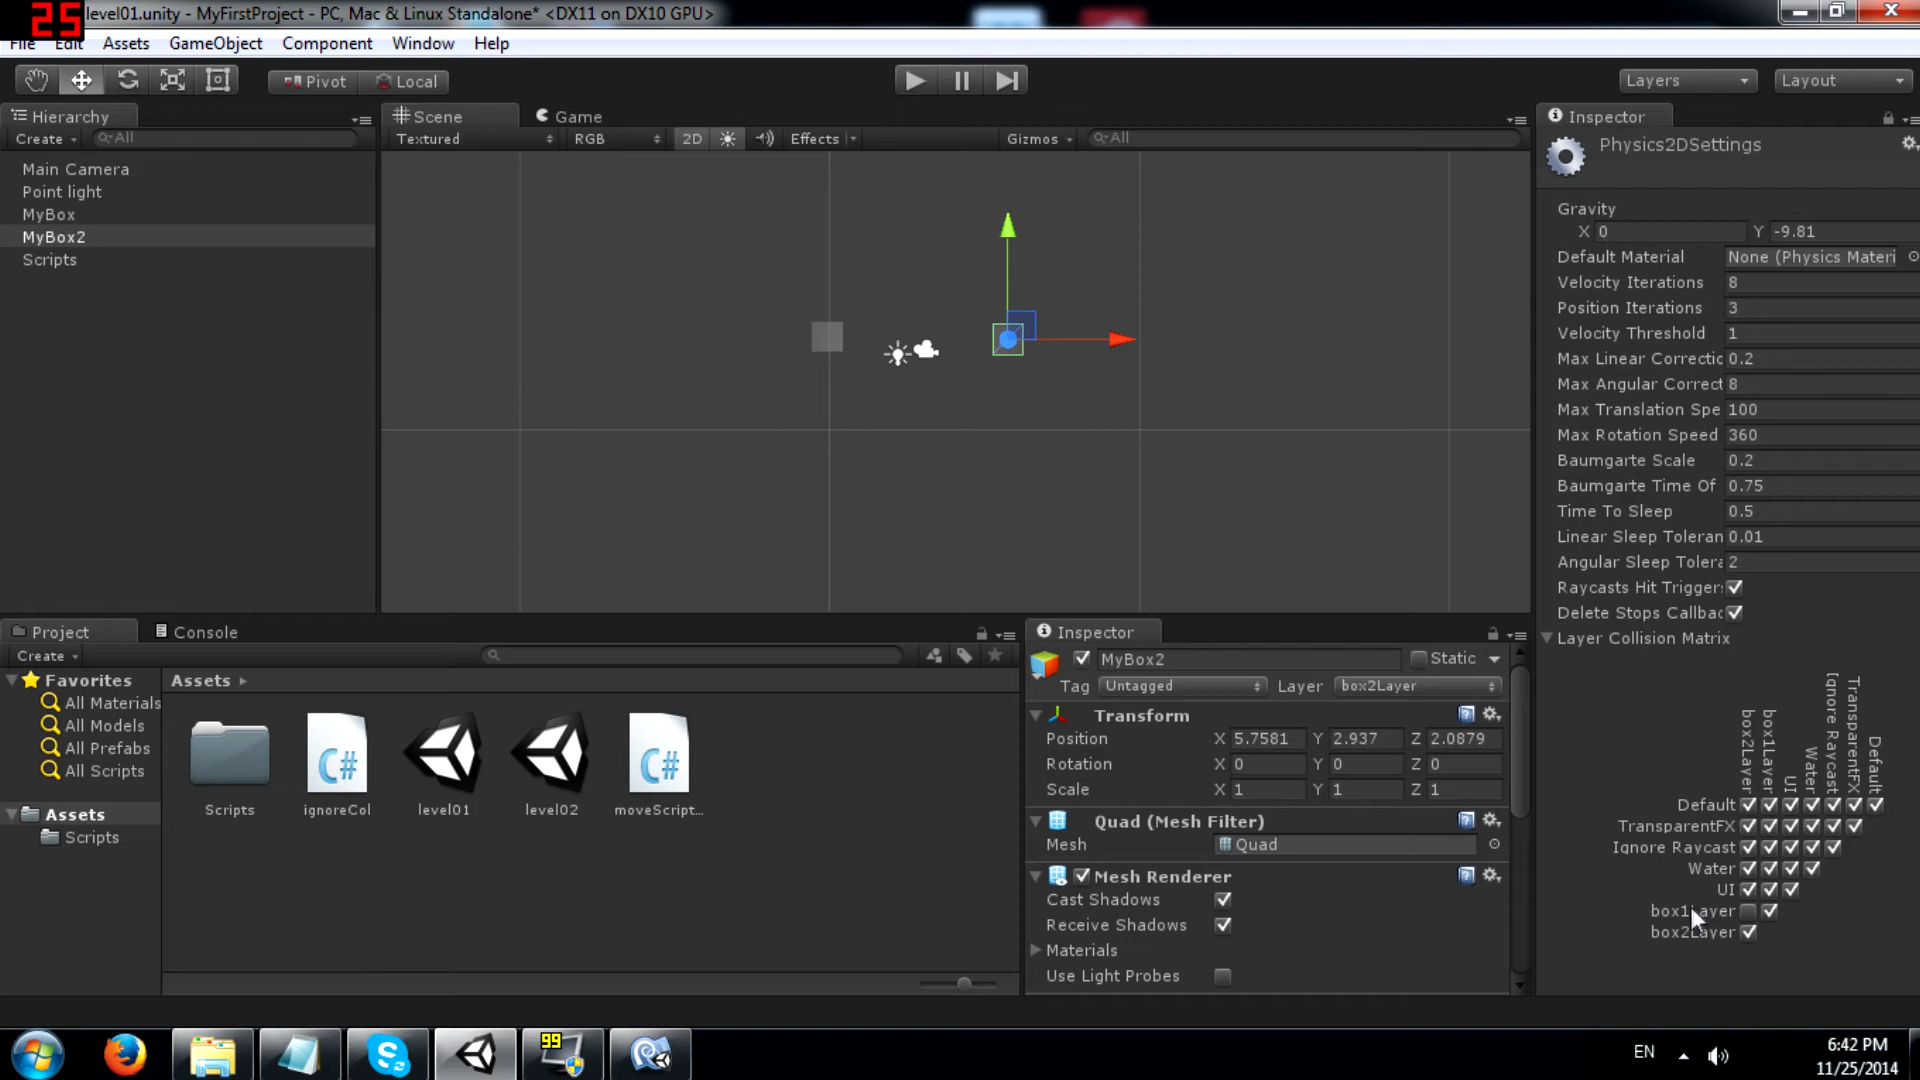 25
level01.unity - MyFirstProject - PC, Mac & Linux Standalone* <DX11 on DX10 GPU>
File Edit Assets GameObject Component Window Help
Pivot Local
Layers Layout
Hierarchy
Create All
Main Camera
Point light
MyBox
MyBox2
Scripts
Scene Game
Textured RGB 2D Effects Gizmos All
Inspector
Physics2DSettings
Gravity
X 0 Y -9.81
Default Material None (Physics Materi
Velocity Iterations 8
Position Iterations 3
Velocity Threshold 1
Max Linear Correctic 0.2
Max Angular Correct 8
Max Translation Spe 100
Max Rotation Speed 360
Baumgarte Scale 0.2
Baumgarte Time Of 0.75
Time To Sleep 0.5
Linear Sleep Toleran 0.01
Angular Sleep Tolera 2
Raycasts Hit Trigger
Delete Stops Callbac
Layer Collision Matrix
box2Layer
box1Layer
UI
Water
Ignore Raycast
TransparentFX
Default
Default
TransparentFX
Ignore Raycast
Water
UI
box1Layer
box2Layer
Project Console
Create
Favorites
All Materials
All Models
All Prefabs
All Scripts
Assets
Scripts
Assets
Scripts
ignoreCol
level01
level02
moveScript...
Inspector
MyBox2 Static
Tag Untagged Layer box2Layer
Transform
Position X 5.7581 Y 2.937 Z 2.0879
Rotation X 0 Y 0 Z 0
Scale X 1 Y 1 Z 1
Quad (Mesh Filter)
Mesh Quad
Mesh Renderer
Cast Shadows
Receive Shadows
Materials
Use Light Probes
99
EN
6:42 PM
11/25/2014